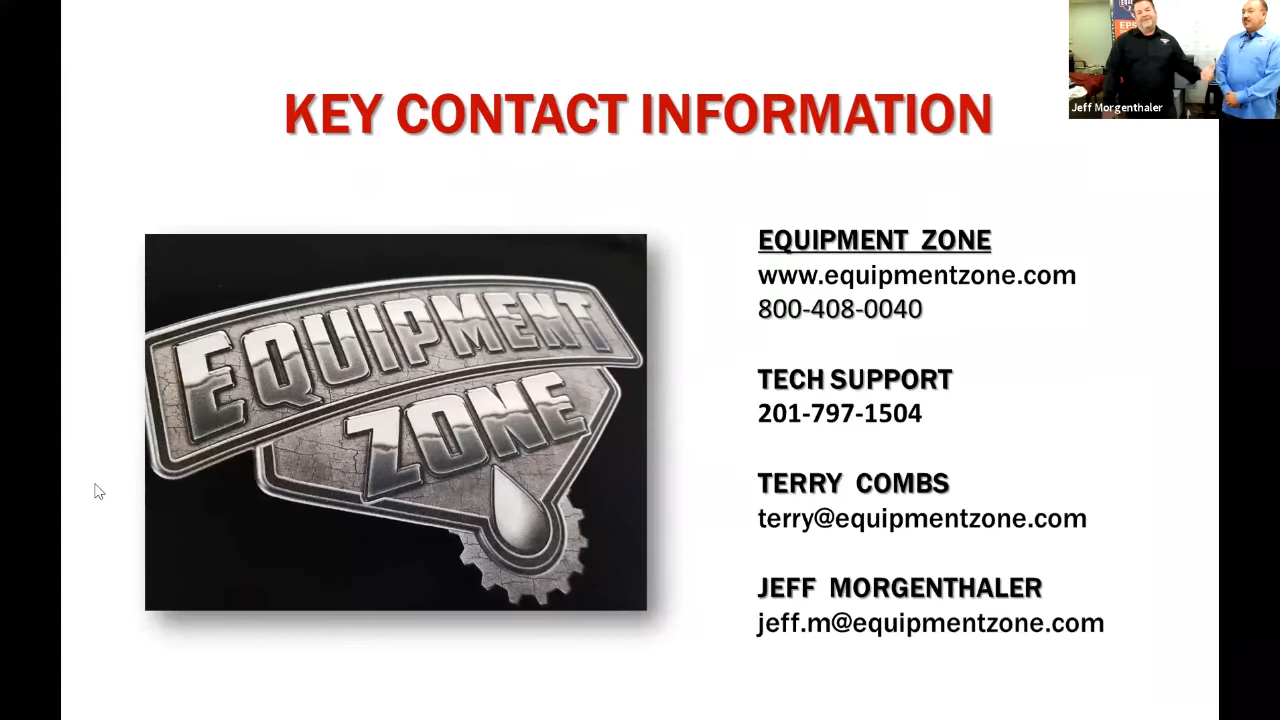 KEY CONTACT INFORMATION
Jeff Morgenthaler
EQUIPMENT
ZONE
EQUIPMENT ZONE
www.equipmentzone.com
800-408-0040
TECH SUPPORT
201-797-1504
TERRY COMBS
terry@equipmentzone.com
JEFF MORGENTHALER
jeff.m@equipmentzone.com